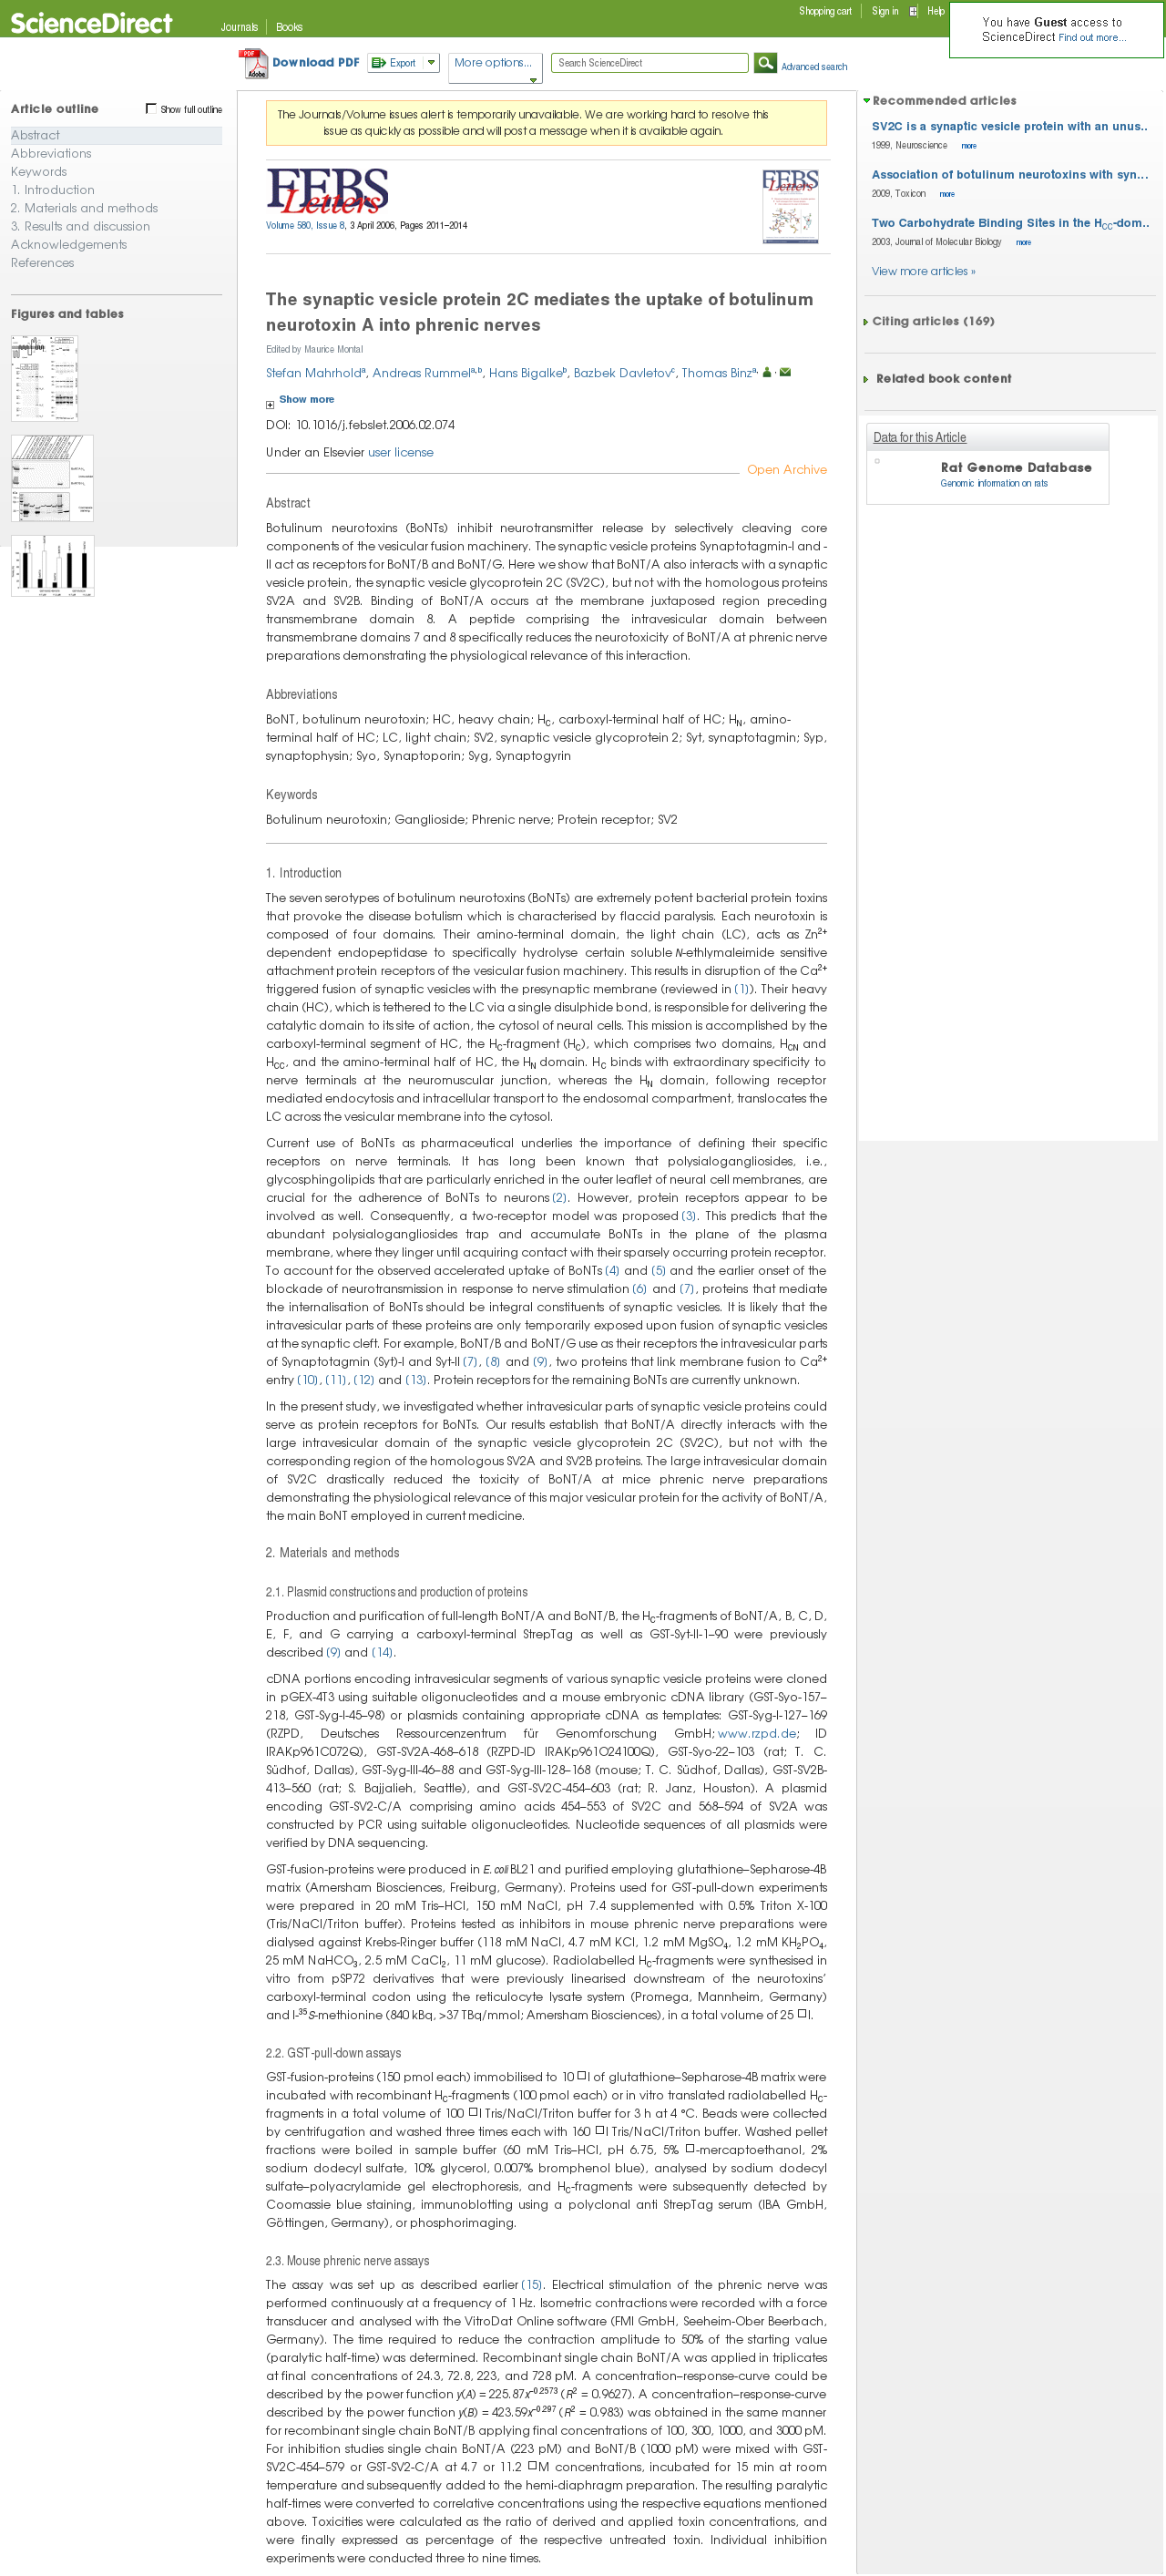 ScienceDirect
Journals
Books
Shopping cart
Sign in
Help
You have Guest access to
ScienceDirect Find out more...
Download PDF
Export
More options...
Search ScienceDirect
Advanced search
Article outline
Show full outline
Abstract
Abbreviations
Keywords
1. Introduction
2. Materials and methods
3. Results and discussion
Acknowledgements
References
Figures and tables
The Journals/Volume issues alert is temporarily unavailable. We are working hard to resolve this
issue as quickly as possible and will post a message when it is available again.
FEBS
Letters
Volume 580, Issue 8, 3 April 2006, Pages 2011–2014
The synaptic vesicle protein 2C mediates the uptake of botulinum
neurotoxin A into phrenic nerves
Edited by Maurice Montal
Stefan Mahrholdª, Andreas Rummelª,ᵇ, Hans Bigalkeᵇ, Bazbek Davletovᶜ, Thomas Binzª,
Show more
DOI: 10.1016/j.febslet.2006.02.074
Under an Elsevier user license
Open Archive
Abstract
Botulinum neurotoxins (BoNTs) inhibit neurotransmitter release by selectively cleaving core
components of the vesicular fusion machinery. The synaptic vesicle proteins Synaptotagmin-I and -
II act as receptors for BoNT/B and BoNT/G. Here we show that BoNT/A also interacts with a synaptic
vesicle protein, the synaptic vesicle glycoprotein 2C (SV2C), but not with the homologous proteins
SV2A and SV2B. Binding of BoNT/A occurs at the membrane juxtaposed region preceding
transmembrane domain 8. A peptide comprising the intravesicular domain between
transmembrane domains 7 and 8 specifically reduces the neurotoxicity of BoNT/A at phrenic nerve
preparations demonstrating the physiological relevance of this interaction.
Abbreviations
BoNT, botulinum neurotoxin; HC, heavy chain; HC, carboxyl-terminal half of HC; HN, amino-
terminal half of HC; LC, light chain; SV2, synaptic vesicle glycoprotein 2; Syt, synaptotagmin; Syp,
synaptophysin; Syo, Synaptoporin; Syg, Synaptogyrin
Keywords
Botulinum neurotoxin; Ganglioside; Phrenic nerve; Protein receptor; SV2
1. Introduction
The seven serotypes of botulinum neurotoxins (BoNTs) are extremely potent bacterial protein toxins
that provoke the disease botulism which is characterised by flaccid paralysis. Each neurotoxin is
composed of four domains. Their amino-terminal domain, the light chain (LC), acts as Zn²⁺
dependent endopeptidase to specifically hydrolyse certain soluble N-ethlymaleimide sensitive
attachment protein receptors of the vesicular fusion machinery. This results in disruption of the Ca²⁺
triggered fusion of synaptic vesicles with the presynaptic membrane (reviewed in (1)). Their heavy
chain (HC), which is tethered to the LC via a single disulphide bond, is responsible for delivering the
catalytic domain to its site of action, the cytosol of neural cells. This mission is accomplished by the
carboxyl-terminal segment of HC, the HC-fragment (HC), which comprises two domains, HCN and
HCC, and the amino-terminal half of HC, the HN domain. HC binds with extraordinary specificity to
nerve terminals at the neuromuscular junction, whereas the HN domain, following receptor
mediated endocytosis and intracellular transport to the endosomal compartment, translocates the
LC across the vesicular membrane into the cytosol.
Current use of BoNTs as pharmaceutical underlies the importance of defining their specific
receptors on nerve terminals. It has long been known that polysialogangliosides, i.e.,
glycosphingolipids that are particularly enriched in the outer leaflet of neural cell membranes, are
crucial for the adherence of BoNTs to neurons (2). However, protein receptors appear to be
involved as well. Consequently, a two-receptor model was proposed (3). This predicts that the
abundant polysialogangliosides trap and accumulate BoNTs in the plane of the plasma
membrane, where they linger until acquiring contact with their sparsely occurring protein receptor.
To account for the observed accelerated uptake of BoNTs (4) and (5) and the earlier onset of the
blockade of neurotransmission in response to nerve stimulation (6) and (7), proteins that mediate
the internalisation of BoNTs should be integral constituents of synaptic vesicles. It is likely that the
intravesicular parts of these proteins are only temporarily exposed upon fusion of synaptic vesicles
at the synaptic cleft. For example, BoNT/B and BoNT/G use as their receptors the intravesicular parts
of Synaptotagmin (Syt)-I and Syt-II (7), (8) and (9), two proteins that link membrane fusion to Ca²⁺
entry (10), (11), (12) and (13). Protein receptors for the remaining BoNTs are currently unknown.
In the present study, we investigated whether intravesicular parts of synaptic vesicle proteins could
serve as protein receptors for BoNTs. Our results establish that BoNT/A directly interacts with the
large intravesicular domain of the synaptic vesicle glycoprotein 2C (SV2C), but not with the
corresponding region of the homologous SV2A and SV2B proteins. The large intravesicular domain
of SV2C drastically reduced the toxicity of BoNT/A at mice phrenic nerve preparations
demonstrating the physiological relevance of this major vesicular protein for the activity of BoNT/A,
the main BoNT employed in current medicine.
2. Materials and methods
2.1. Plasmid constructions and production of proteins
Production and purification of full-length BoNT/A and BoNT/B, the HC-fragments of BoNT/A, B, C, D,
E, F, and G carrying a carboxyl-terminal StrepTag as well as GST-Syt-II-1–90 were previously
described (9) and (14).
cDNA portions encoding intravesicular segments of various synaptic vesicle proteins were cloned
in pGEX-4T3 using suitable oligonucleotides and a mouse embryonic cDNA library (GST-Syo-157–
218, GST-Syg-I-45–98) or plasmids containing appropriate cDNA as templates: GST-Syg-I-127–169
(RZPD, Deutsches Ressourcenzentrum für Genomforschung GmbH; www.rzpd.de; ID
IRAKp961C072Q), GST-SV2A-468–618 (RZPD-ID IRAKp961O24100Q), GST-Syo-22–103 (rat; T. C.
Südhof, Dallas), GST-Syg-III-46–88 and GST-Syg-III-128–168 (mouse; T. C. Südhof, Dallas), GST-SV2B-
413–560 (rat; S. Bajjalieh, Seattle), and GST-SV2C-454–603 (rat; R. Janz, Houston). A plasmid
encoding GST-SV2-C/A comprising amino acids 454–553 of SV2C and 568–594 of SV2A was
constructed by PCR using suitable oligonucleotides. Nucleotide sequences of all plasmids were
verified by DNA sequencing.
GST-fusion-proteins were produced in E. coli BL21 and purified employing glutathione–Sepharose-4B
matrix (Amersham Biosciences, Freiburg, Germany). Proteins used for GST-pull-down experiments
were prepared in 20 mM Tris–HCl, 150 mM NaCl, pH 7.4 supplemented with 0.5% Triton X-100
(Tris/NaCl/Triton buffer). Proteins tested as inhibitors in mouse phrenic nerve preparations were
dialysed against Krebs-Ringer buffer (118 mM NaCl, 4.7 mM KCl, 1.2 mM MgSO₄, 1.2 mM KH₂PO₄,
25 mM NaHCO₃, 2.5 mM CaCl₂, 11 mM glucose). Radiolabelled HC-fragments were synthesised in
vitro from pSP72 derivatives that were previously linearised downstream of the neurotoxins’
carboxyl-terminal codon using the reticulocyte lysate system (Promega, Mannheim, Germany)
and l-³⁵S-methionine (840 kBq, >37 TBq/mmol; Amersham Biosciences), in a total volume of 25 □l.
2.2. GST-pull-down assays
GST-fusion-proteins (150 pmol each) immobilised to 10 □l of glutathione–Sepharose-4B matrix were
incubated with recombinant HC-fragments (100 pmol each) or in vitro translated radiolabelled HC-
fragments in a total volume of 100 □l Tris/NaCl/Triton buffer for 3 h at 4 °C. Beads were collected
by centrifugation and washed three times each with 160 □l Tris/NaCl/Triton buffer. Washed pellet
fractions were boiled in sample buffer (60 mM Tris–HCl, pH 6.75, 5% □-mercaptoethanol, 2%
sodium dodecyl sulfate, 10% glycerol, 0.007% bromphenol blue), analysed by sodium dodecyl
sulfate–polyacrylamide gel electrophoresis, and HC-fragments were subsequently detected by
Coomassie blue staining, immunoblotting using a polyclonal anti StrepTag serum (IBA GmbH,
Göttingen, Germany), or phosphorimaging.
2.3. Mouse phrenic nerve assays
The assay was set up as described earlier (15). Electrical stimulation of the phrenic nerve was
performed continuously at a frequency of 1 Hz. Isometric contractions were recorded with a force
transducer and analysed with the VitroDat Online software (FMI GmbH, Seeheim-Ober Beerbach,
Germany). The time required to reduce the contraction amplitude to 50% of the starting value
(paralytic half-time) was determined. Recombinant single chain BoNT/A was applied in triplicates
at final concentrations of 24.3, 72.8, 223, and 728 pM. A concentration–response-curve could be
described by the power function y(A) = 225.87x⁻⁰·²⁵⁷³ (R² = 0.9627). A concentration–response-curve
described by the power function y(B) = 423.59x⁻⁰·²⁹⁷ (R² = 0.983) was obtained in the same manner
for recombinant single chain BoNT/B applying final concentrations of 100, 300, 1000, and 3000 pM.
For inhibition studies single chain BoNT/A (223 pM) and BoNT/B (1000 pM) were mixed with GST-
SV2C-454–579 or GST-SV2-C/A at 4.7 or 11.2 □M concentrations, incubated for 15 min at room
temperature and subsequently added to the hemi-diaphragm preparation. The resulting paralytic
half-times were converted to correlative concentrations using the respective equations mentioned
above. Toxicities were calculated as the ratio of derived and applied toxin concentrations, and
were finally expressed as percentage of the respective untreated toxin. Individual inhibition
experiments were conducted three to nine times.
Recommended articles
SV2C is a synaptic vesicle protein with an unus..
1999, Neuroscience more
Association of botulinum neurotoxins with syn...
2009, Toxicon more
Two Carbohydrate Binding Sites in the HCC-dom..
2003, Journal of Molecular Biology more
View more articles »
Citing articles (169)
Related book content
Data for this Article
Rat Genome Database
Genomic information on rats